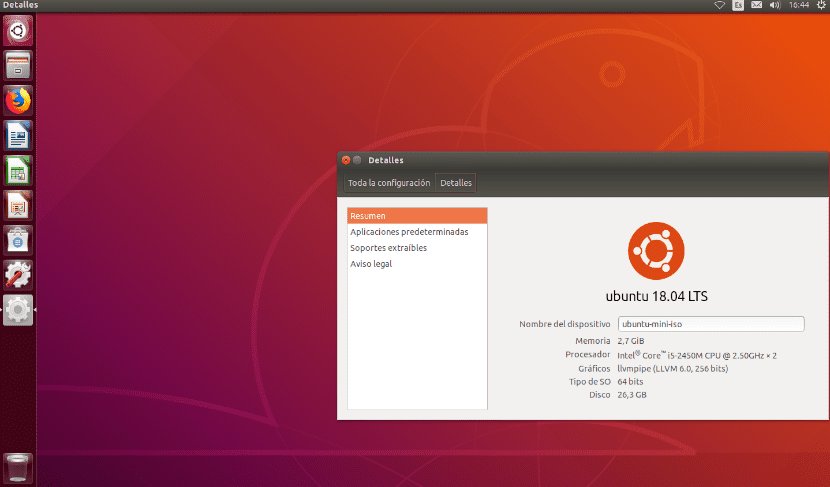 Detalles
Es
16:44
Detalles
Toda la configuración
Detalles
Resumen
Aplicaciones predeterminadas
Soportes extraíbles
Aviso legal
ubuntu 18.04 LTS
Nombre del dispositivo ubuntu-mini-iso
Memoria 2,7 GiB
Procesador Intel® Core™ i5-2450M CPU @ 2.50GHz × 2
Gráficos llvmpipe (LLVM 6.0, 256 bits)
Tipo de SO 64 bits
Disco 26,3 GB